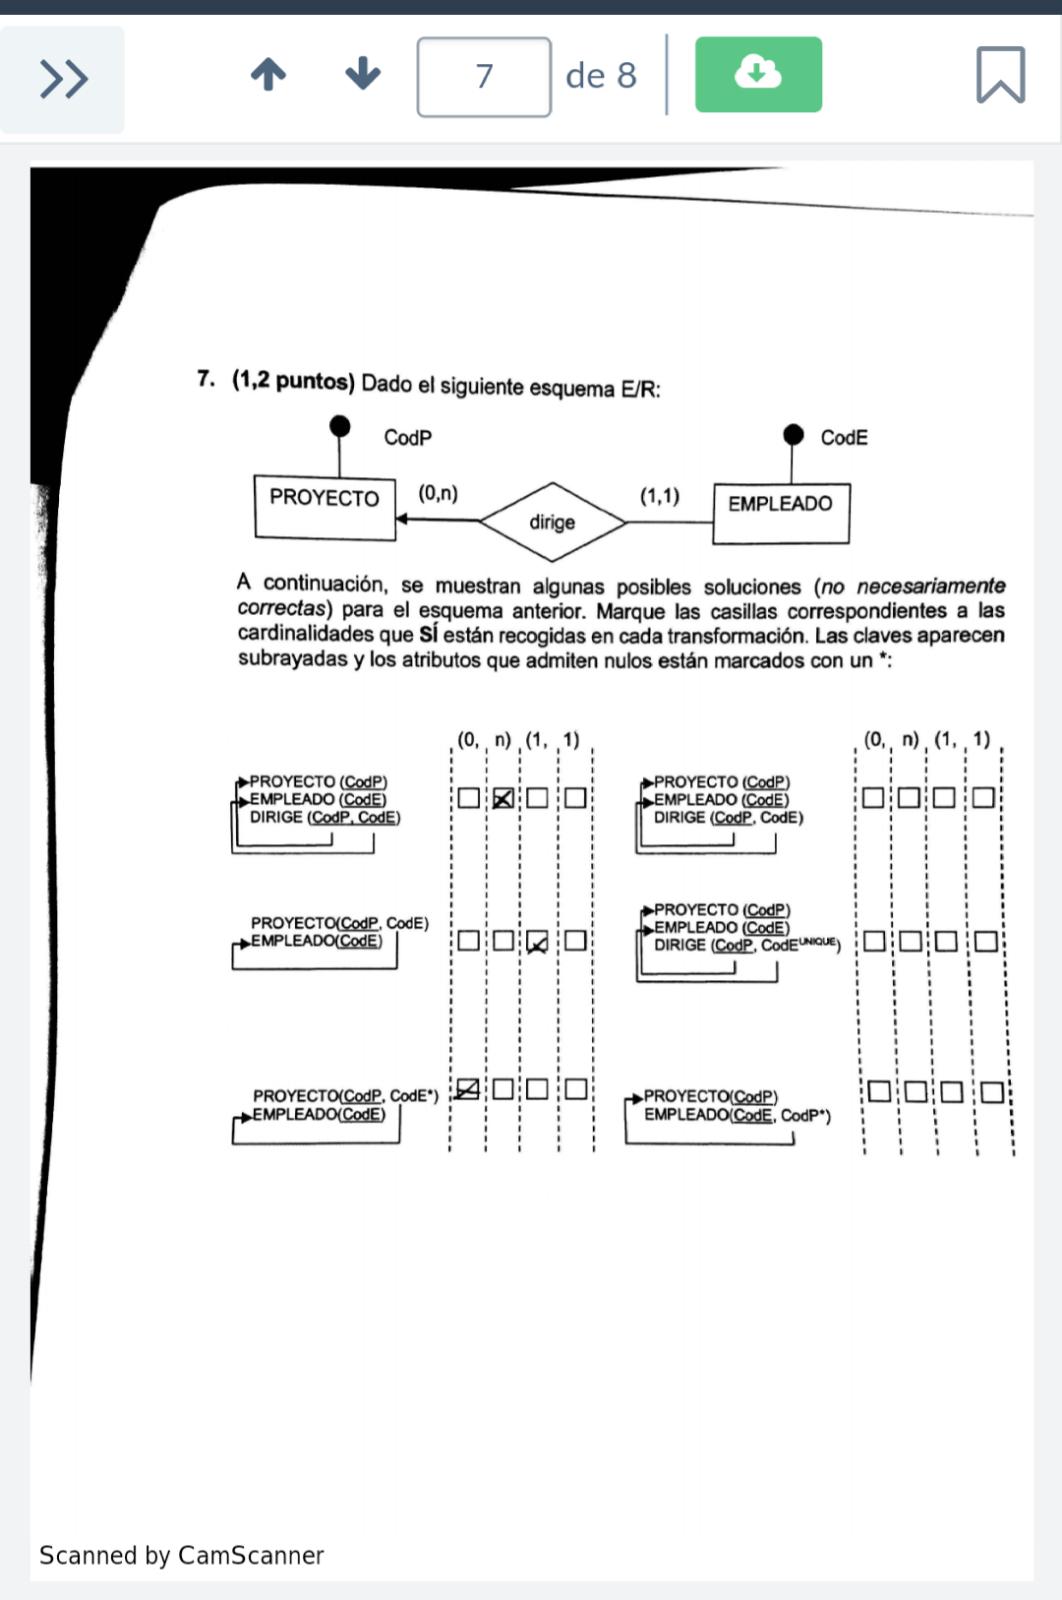 7 de 8
7. (1,2 puntos) Dado el siguiente esquema E/R:
CodP
CodE
PROYECTO
(0,n)
dirige
(1,1)
EMPLEADO
A continuación, se muestran algunas posibles soluciones (no necesariamente
correctas) para el esquema anterior. Marque las casillas correspondientes a las
cardinalidades que SÍ están recogidas en cada transformación. Las claves aparecen
subrayadas y los atributos que admiten nulos están marcados con un *:
(0, n) (1, 1)
PROYECTO (CodP)
EMPLEADO (CodE)
DIRIGE (CodP, CodE)
PROYECTO(CodP, CodE)
EMPLEADO(CodE)
PROYECTO(CodP, CodE*)
EMPLEADO(CodE)
(0, n) (1, 1)
PROYECTO (CodP)
EMPLEADO (CodE)
DIRIGE (CodP, CodE)
PROYECTO (CodP)
EMPLEADO (CodE)
DIRIGE (CodP, CodEUNIQUE)
PROYECTO(CodP)
EMPLEADO(CodE, CodP*)
Scanned by CamScanner